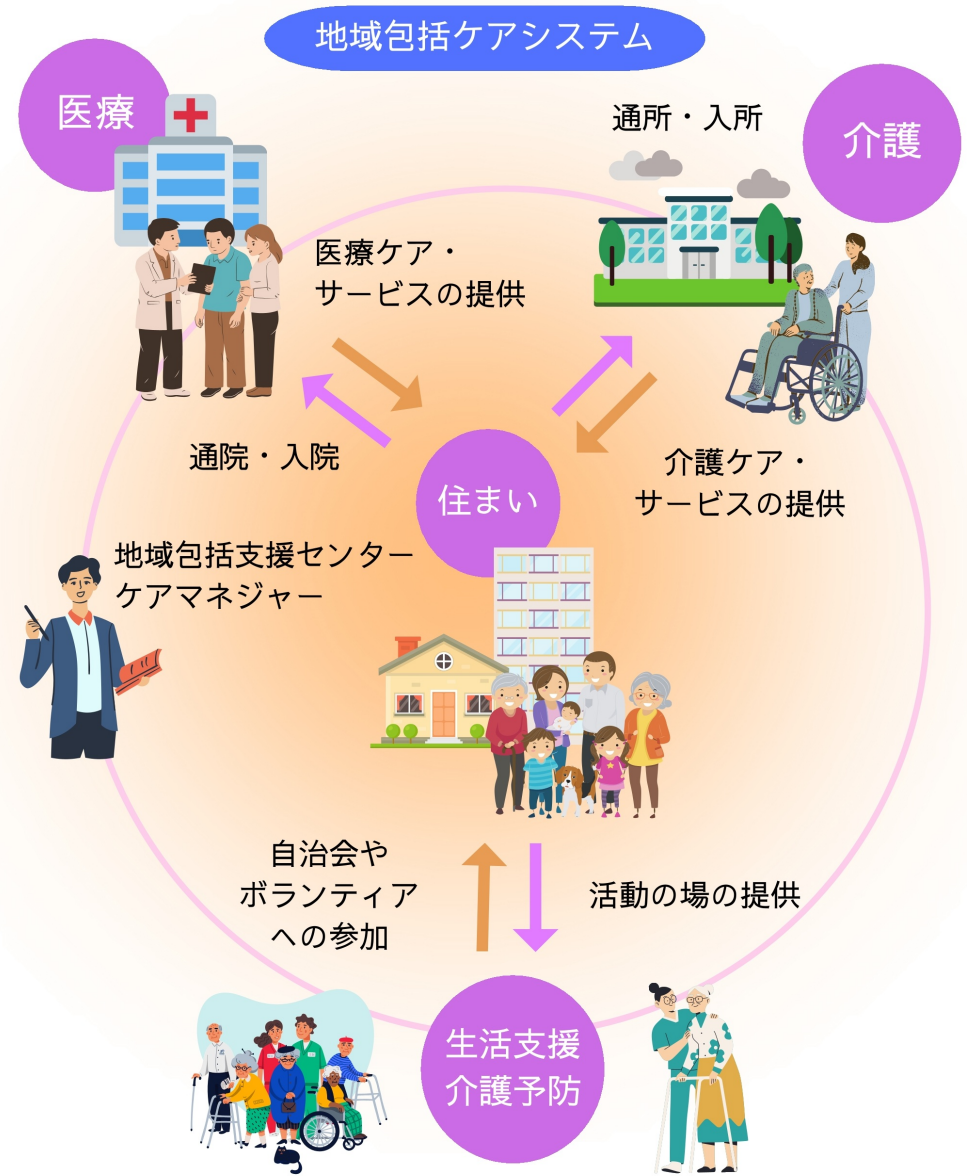 地域包括ケアシステム
医療
介護
通所・入所
医療ケア・
サービスの提供
通院・入院
介護ケア・
サービスの提供
住まい
地域包括支援センター
ケアマネジャー
自治会や
ボランティア
への参加
活動の場の提供
生活支援
介護予防